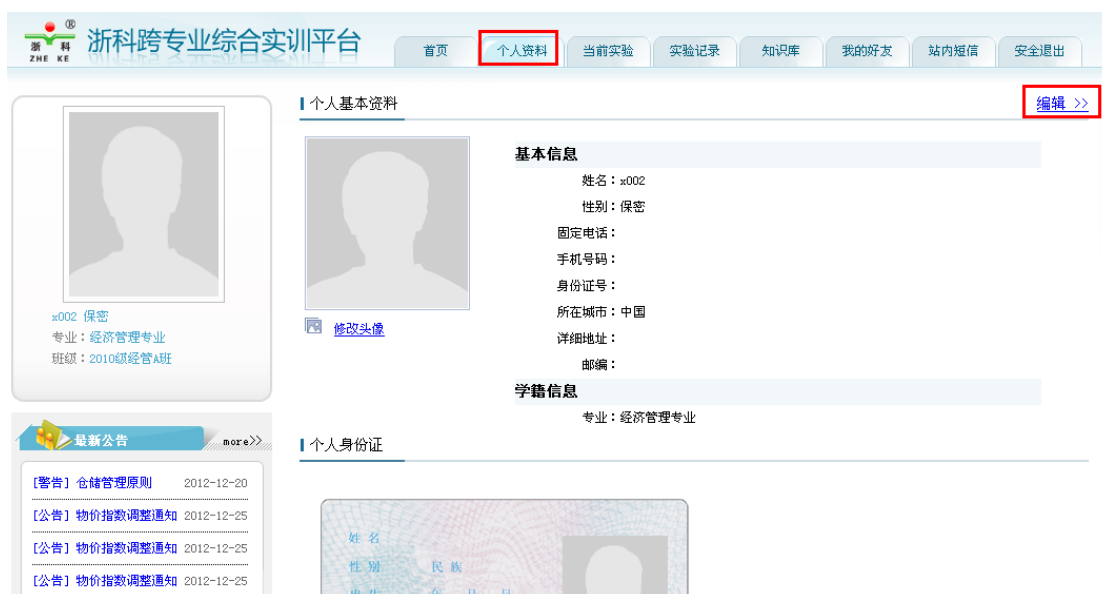 浙科跨专业综合实训平台
浙 科 ®
ZHE KE
首页 个人资料 当前实验 实验记录 知识库 我的好友 站内短信 安全退出
个人基本资料
编辑 >>
基本信息
姓名：x002
性别：保密
固定电话：
手机号码：
身份证号：
所在城市：中国
详细地址：
邮编：
学籍信息
专业：经济管理专业
修改头像
x002 保密
专业：经济管理专业
班级：2010级经管A班
最新公告 more>>
[警告] 仓储管理原则 2012-12-20
[公告] 物价指数调整通知 2012-12-25
[公告] 物价指数调整通知 2012-12-25
[公告] 物价指数调整通知 2012-12-25
个人身份证
姓 名
性 别 民 族
出 生 年 月 日